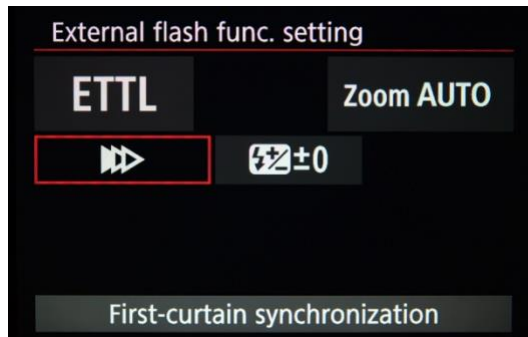 External flash func. setting
ETTL
Zoom AUTO
±0
First-curtain synchronization